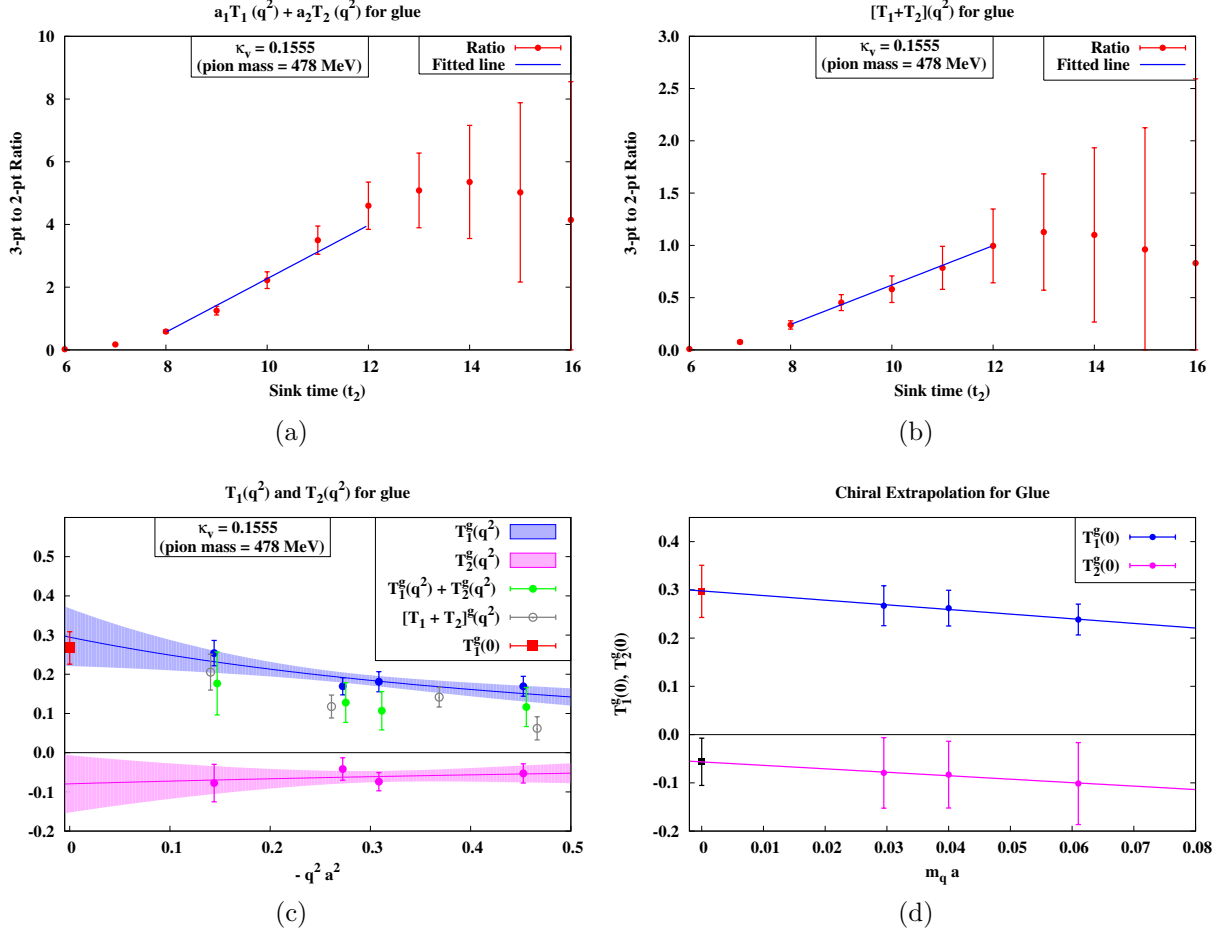 a₁T₁ (q²) + a₂T₂ (q²) for glue
κᵥ = 0.1555
(pion mass = 478 MeV)
Ratio
Fitted line
3-pt to 2-pt Ratio
10
8
6
4
2
0
6 8 10 12 14 16
Sink time (t₂)
(a)
[T₁+T₂](q²) for glue
κᵥ = 0.1555
(pion mass = 478 MeV)
Ratio
Fitted line
3-pt to 2-pt Ratio
3.0
2.5
2.0
1.5
1.0
0.5
0.0
6 8 10 12 14 16
Sink time (t₂)
(b)
T₁(q²) and T₂(q²) for glue
κᵥ = 0.1555
(pion mass = 478 MeV)
T₁ᵍ(q²)
T₂ᵍ(q²)
T₁ᵍ(q²) + T₂ᵍ(q²)
[T₁ + T₂]ᵍ(q²)
T₁ᵍ(0)
0.5
0.4
0.3
0.2
0.1
0.0
-0.1
-0.2
0 0.1 0.2 0.3 0.4 0.5
- q² a²
(c)
Chiral Extrapolation for Glue
T₁ᵍ(0)
T₂ᵍ(0)
T₁ᵍ(0), T₂ᵍ(0)
0.4
0.3
0.2
0.1
0.0
-0.1
-0.2
0 0.01 0.02 0.03 0.04 0.05 0.06 0.07 0.08
m_q a
(d)